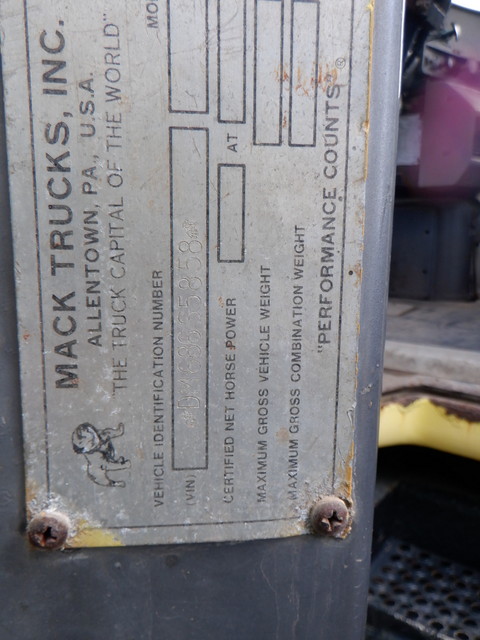 MACK TRUCKS, INC.
ALLENTOWN, PA., U.S.A.
"THE TRUCK CAPITAL OF THE WORLD"
VEHICLE IDENTIFICATION NUMBER
(VIN)
CERTIFIED NET HORSE POWER
AT
MAXIMUM GROSS VEHICLE WEIGHT
MAXIMUM GROSS COMBINATION WEIGHT
"PERFORMANCE COUNTS"®